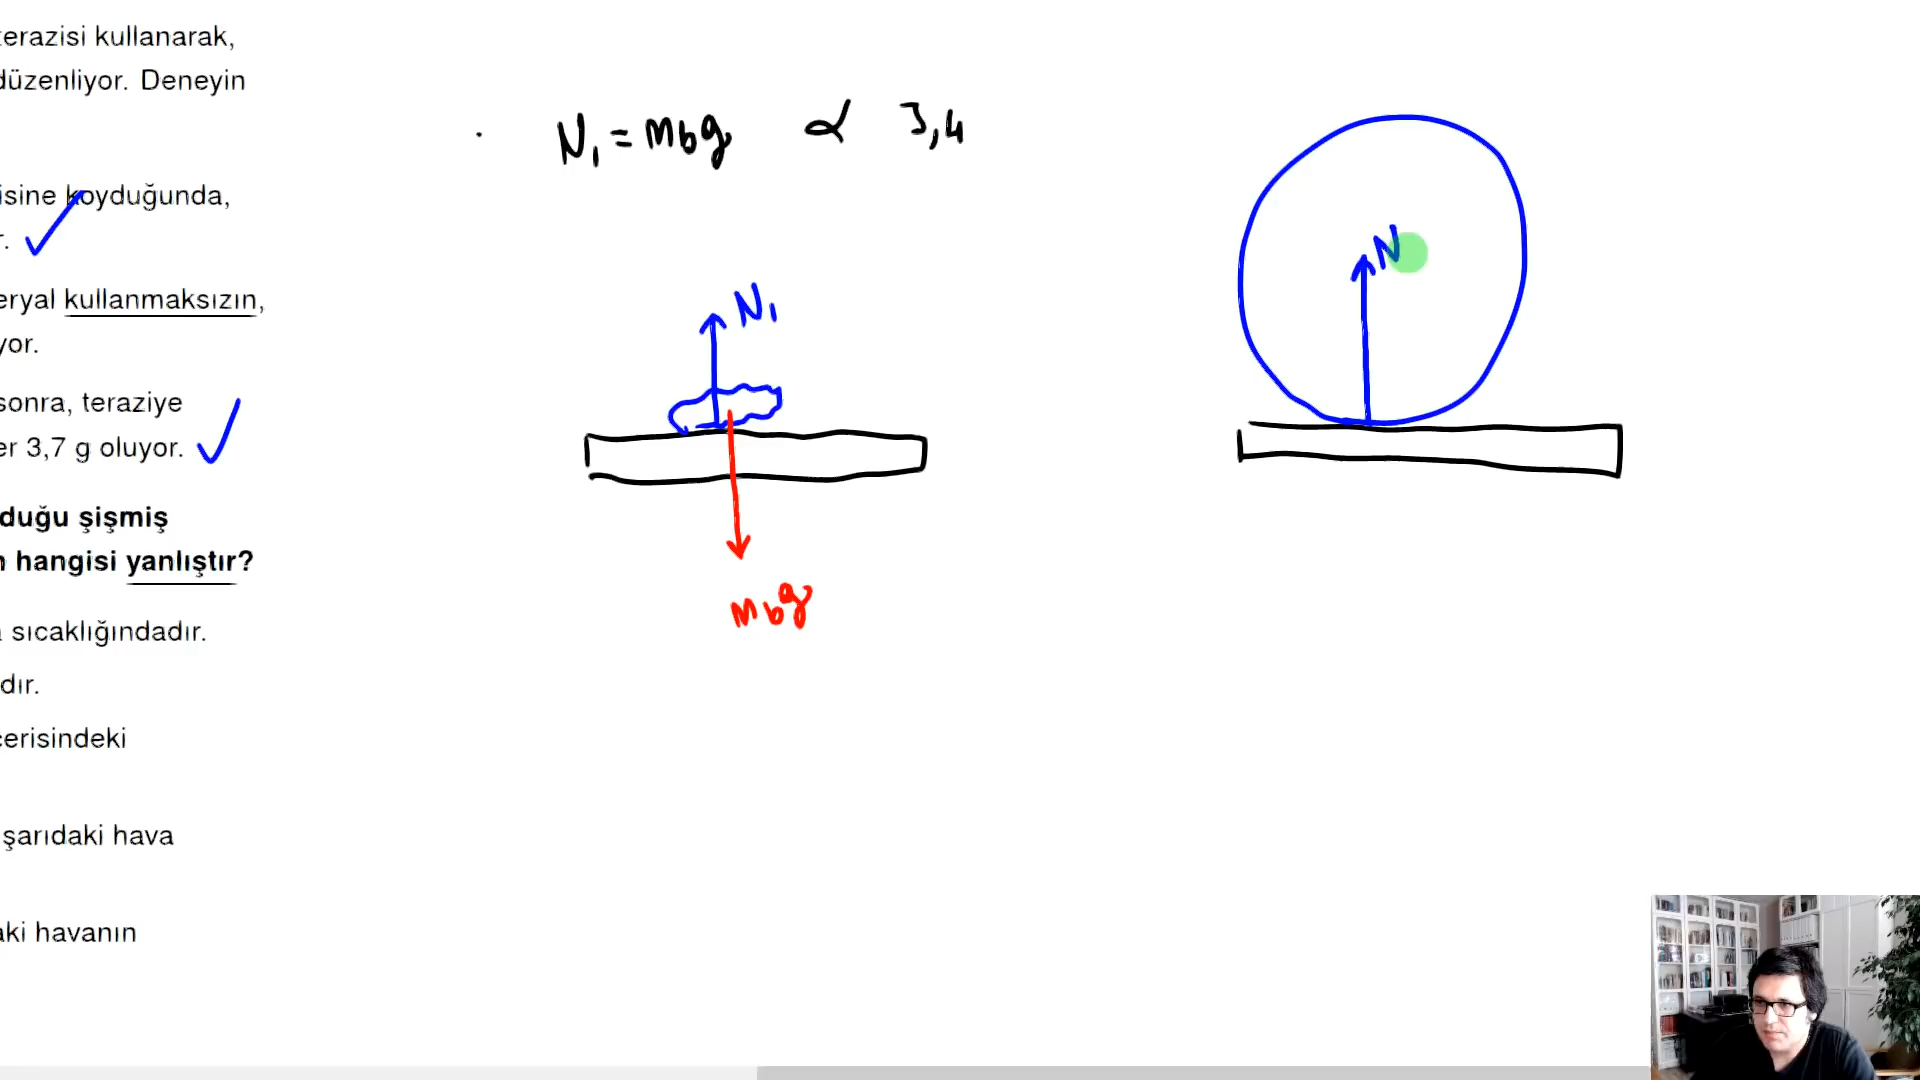 erazisi kullanarak,
düzenliyor. Deneyin
isine koyduğunda,
r.
eryal kullanmaksızın,
yor.
sonra, teraziye
er 3,7 g oluyor.
duğu şişmiş
n hangisi yanlıştır?
a sıcaklığındadır.
dır.
cerisindeki
şarıdaki hava
aki havanın
N₁ = mbg ∝ 3,4
N₁
mbg
N